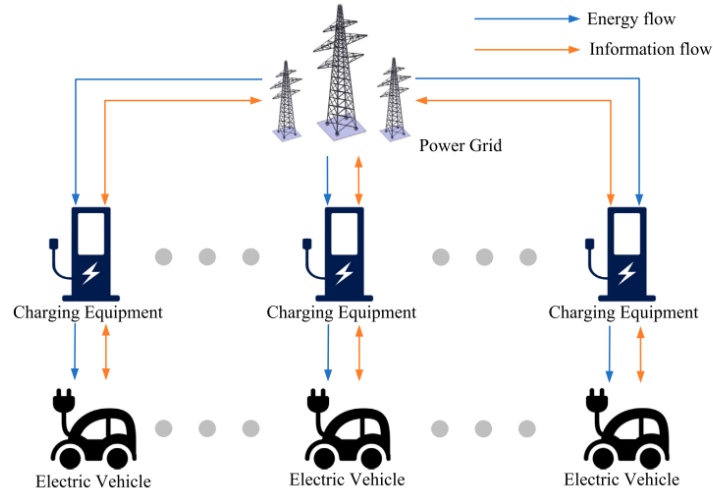 Energy flow
Information flow
Power Grid
Charging Equipment
Charging Equipment
Charging Equipment
Electric Vehicle
Electric Vehicle
Electric Vehicle